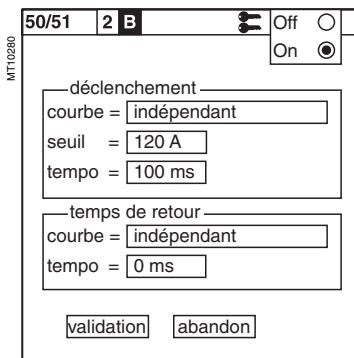 50/51 2 B Off
On
MT10280
déclenchement
courbe = indépendant
seuil = 120 A
tempo = 100 ms
temps de retour
courbe = indépendant
tempo = 0 ms
validation abandon